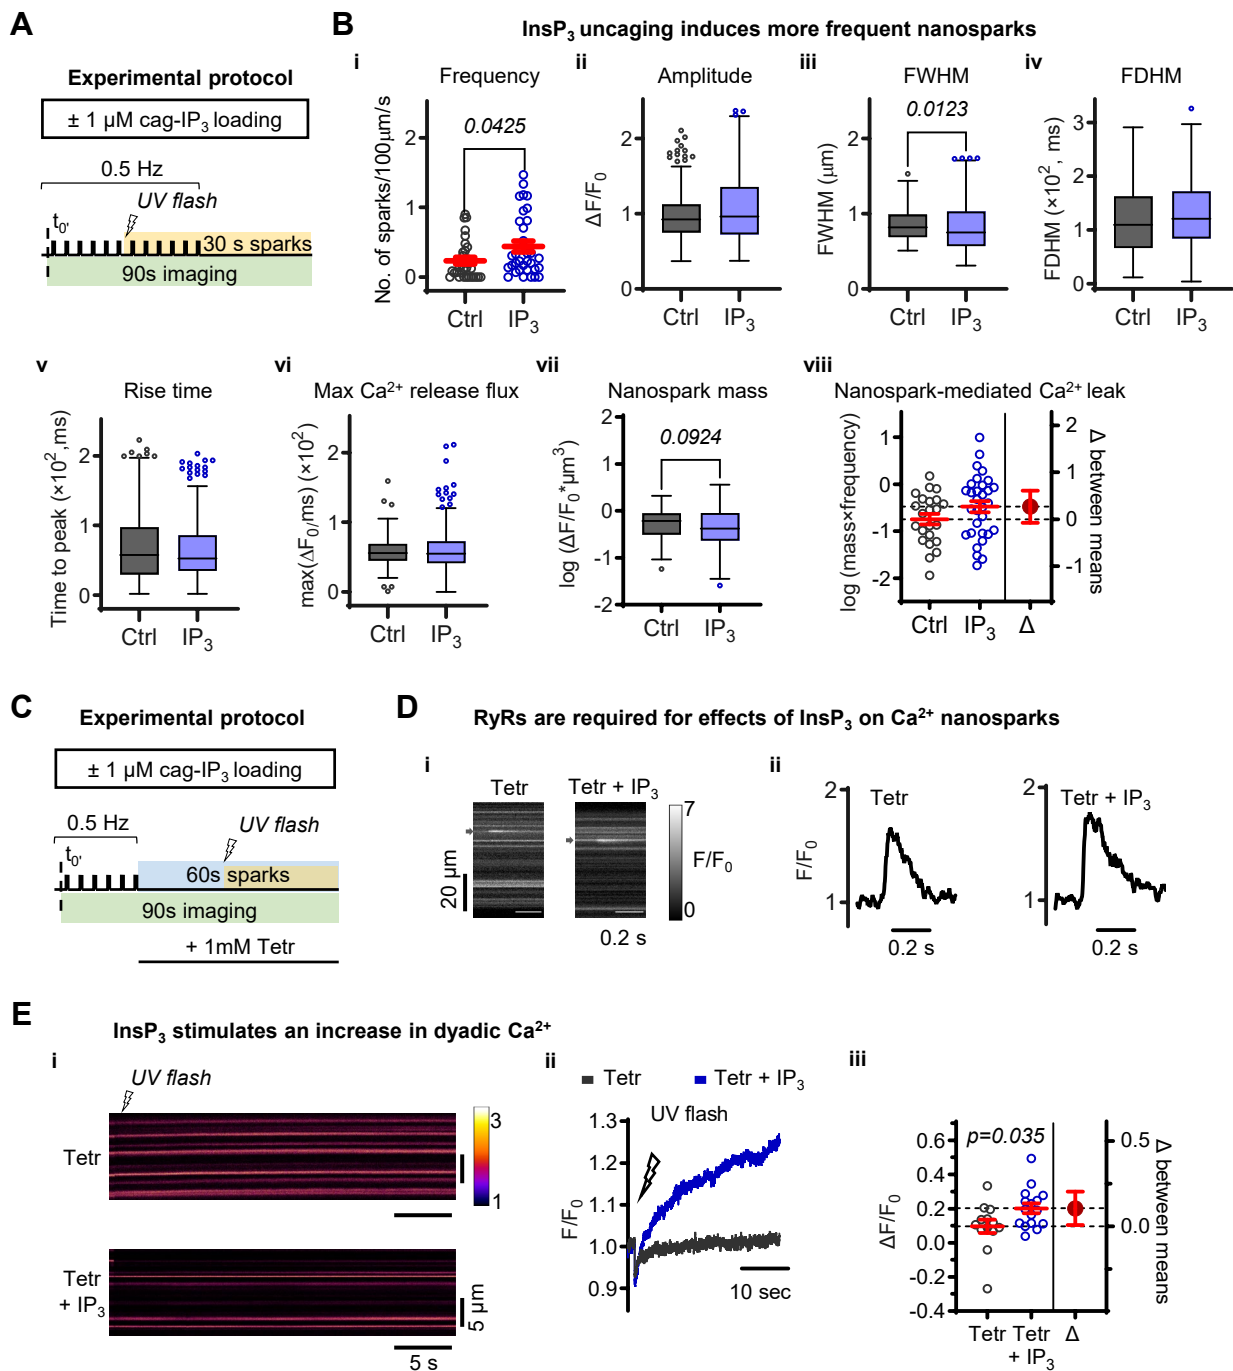 A
Experimental protocol
± 1 µM cag-IP3 loading
0.5 Hz
UV flash
t0'
30 s sparks
90s imaging
B
InsP3 uncaging induces more frequent nanosparks
i
Frequency
No. of sparks/100µm/s
2
1
0
0.0425
Ctrl
IP3
ii
Amplitude
ΔF/F0
2
1
0
Ctrl
IP3
iii
FWHM
FWHM (µm)
2
1
0
0.0123
Ctrl
IP3
iv
FDHM
FDHM (×10², ms)
3
2
1
0
Ctrl
IP3
v
Rise time
Time to peak (×10²,ms)
2
1
0
Ctrl
IP3
vi
Max Ca²⁺ release flux
max(ΔF0/ms) (×10²)
2
1
0
Ctrl
IP3
vii
Nanospark mass
log (ΔF/F0*µm³)
2
1
-0
-1
-2
0.0924
Ctrl
IP3
viii
Nanospark-mediated Ca²⁺ leak
log (mass×frequency)
1
-0
-1
-2
Ctrl
IP3
Δ
2
1
0
-1
Δ between means
C
Experimental protocol
± 1 µM cag-IP3 loading
0.5 Hz
UV flash
t0'
60s sparks
90s imaging
+ 1mM Tetr
D
RyRs are required for effects of InsP3 on Ca²⁺ nanosparks
i
Tetr
Tetr + IP3
20 µm
7
F/F0
0
0.2 s
ii
F/F0
2
1
Tetr
0.2 s
2
1
Tetr + IP3
0.2 s
E
InsP3 stimulates an increase in dyadic Ca²⁺
i
UV flash
Tetr
3
1
Tetr
+ IP3
5 µm
5 s
ii
Tetr
Tetr + IP3
UV flash
F/F0
1.3
1.2
1.1
1.0
0.9
10 sec
iii
ΔF/F0
0.6
0.4
0.2
0.0
-0.2
-0.4
p=0.035
Tetr
Tetr
+ IP3
Δ
0.5
0.0
Δ between means